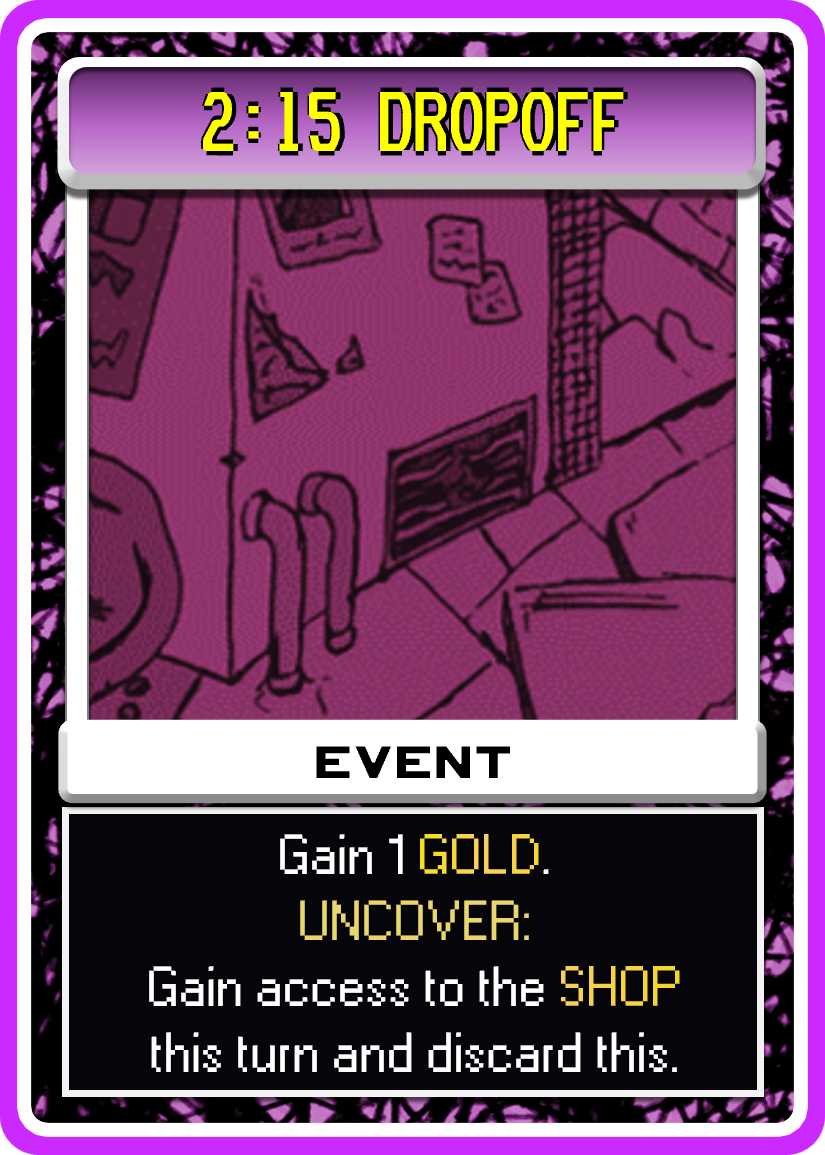 2:15 DROPOFF
EVENT
Gain 1 GOLD.
UNCOVER:
Gain access to the SHOP
this turn and discard this.